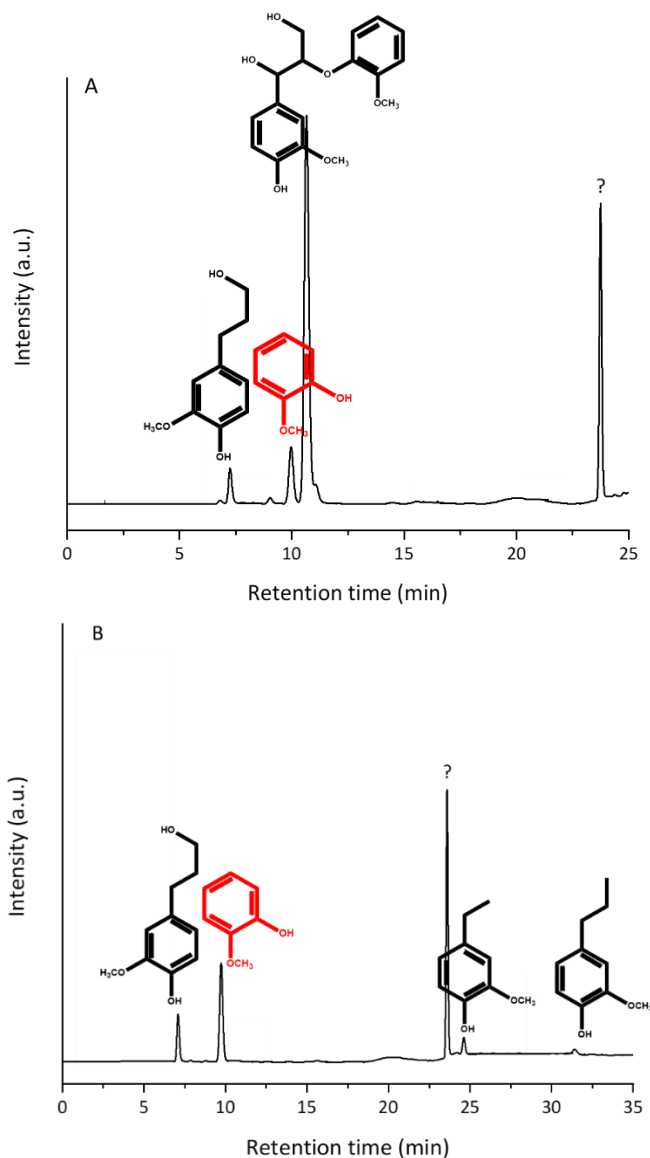 HO
A
HO
O
OCH3
OCH3
OH
?
HO
H3CO
OH
OH
OCH3
Intensity (a.u.)
0 5 10 15 20 25
Retention time (min)
B
?
HO
H3CO
OH
OH
OCH3
OCH3
OH
OCH3
OH
Intensity (a.u.)
0 5 10 15 20 25 30 35
Retention time (min)